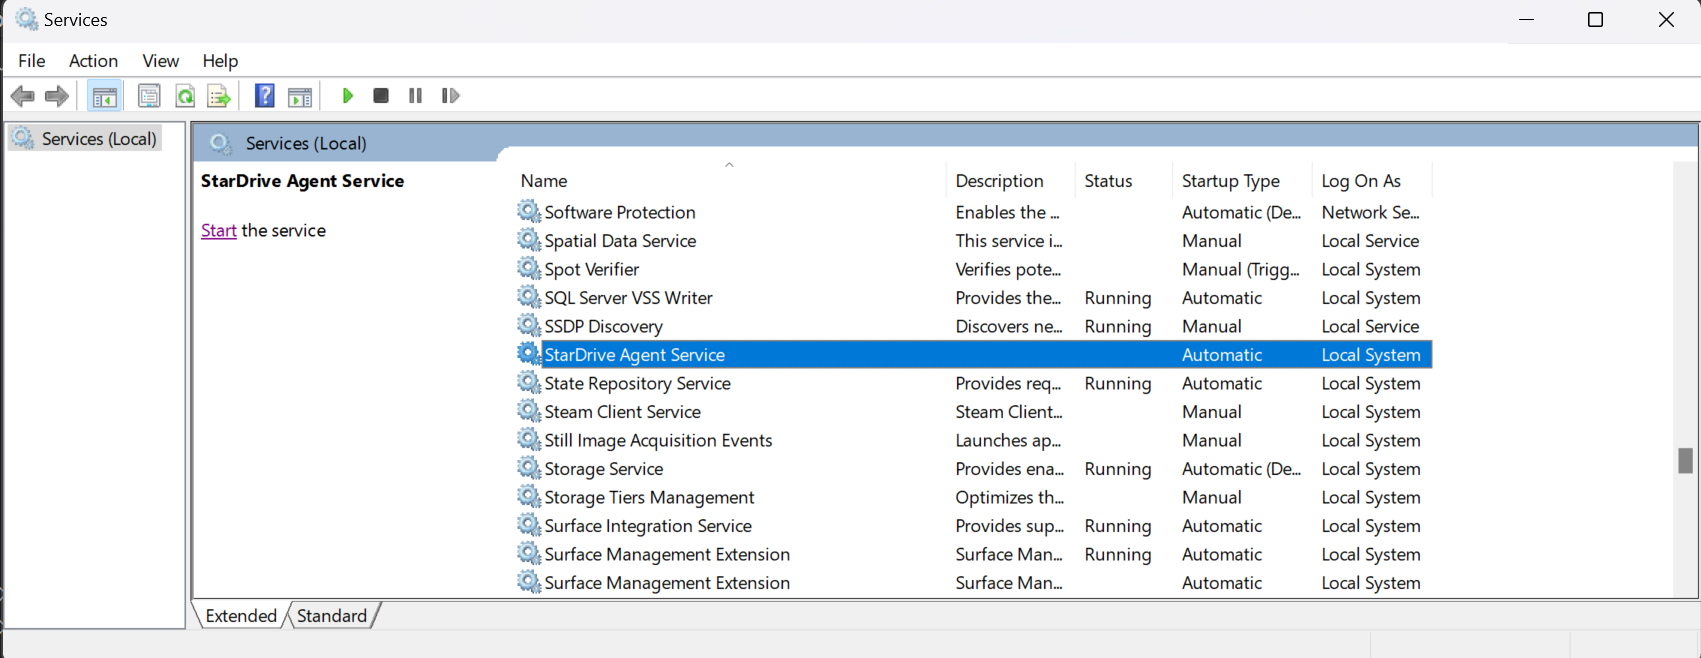 Services
File Action View Help
Services (Local)
Services (Local)
StarDrive Agent Service
Start the service
Name Description Status Startup Type Log On As
Software Protection Enables the ... Automatic (De... Network Se...
Spatial Data Service This service i... Manual Local Service
Spot Verifier Verifies pote... Manual (Trigg... Local System
SQL Server VSS Writer Provides the... Running Automatic Local System
SSDP Discovery Discovers ne... Running Manual Local Service
StarDrive Agent Service Automatic Local System
State Repository Service Provides req... Running Automatic Local System
Steam Client Service Steam Client... Manual Local System
Still Image Acquisition Events Launches ap... Manual Local System
Storage Service Provides ena... Running Automatic (De... Local System
Storage Tiers Management Optimizes th... Manual Local System
Surface Integration Service Provides sup... Running Automatic Local System
Surface Management Extension Surface Man... Running Automatic Local System
Surface Management Extension Surface Man... Automatic Local System
Extended Standard